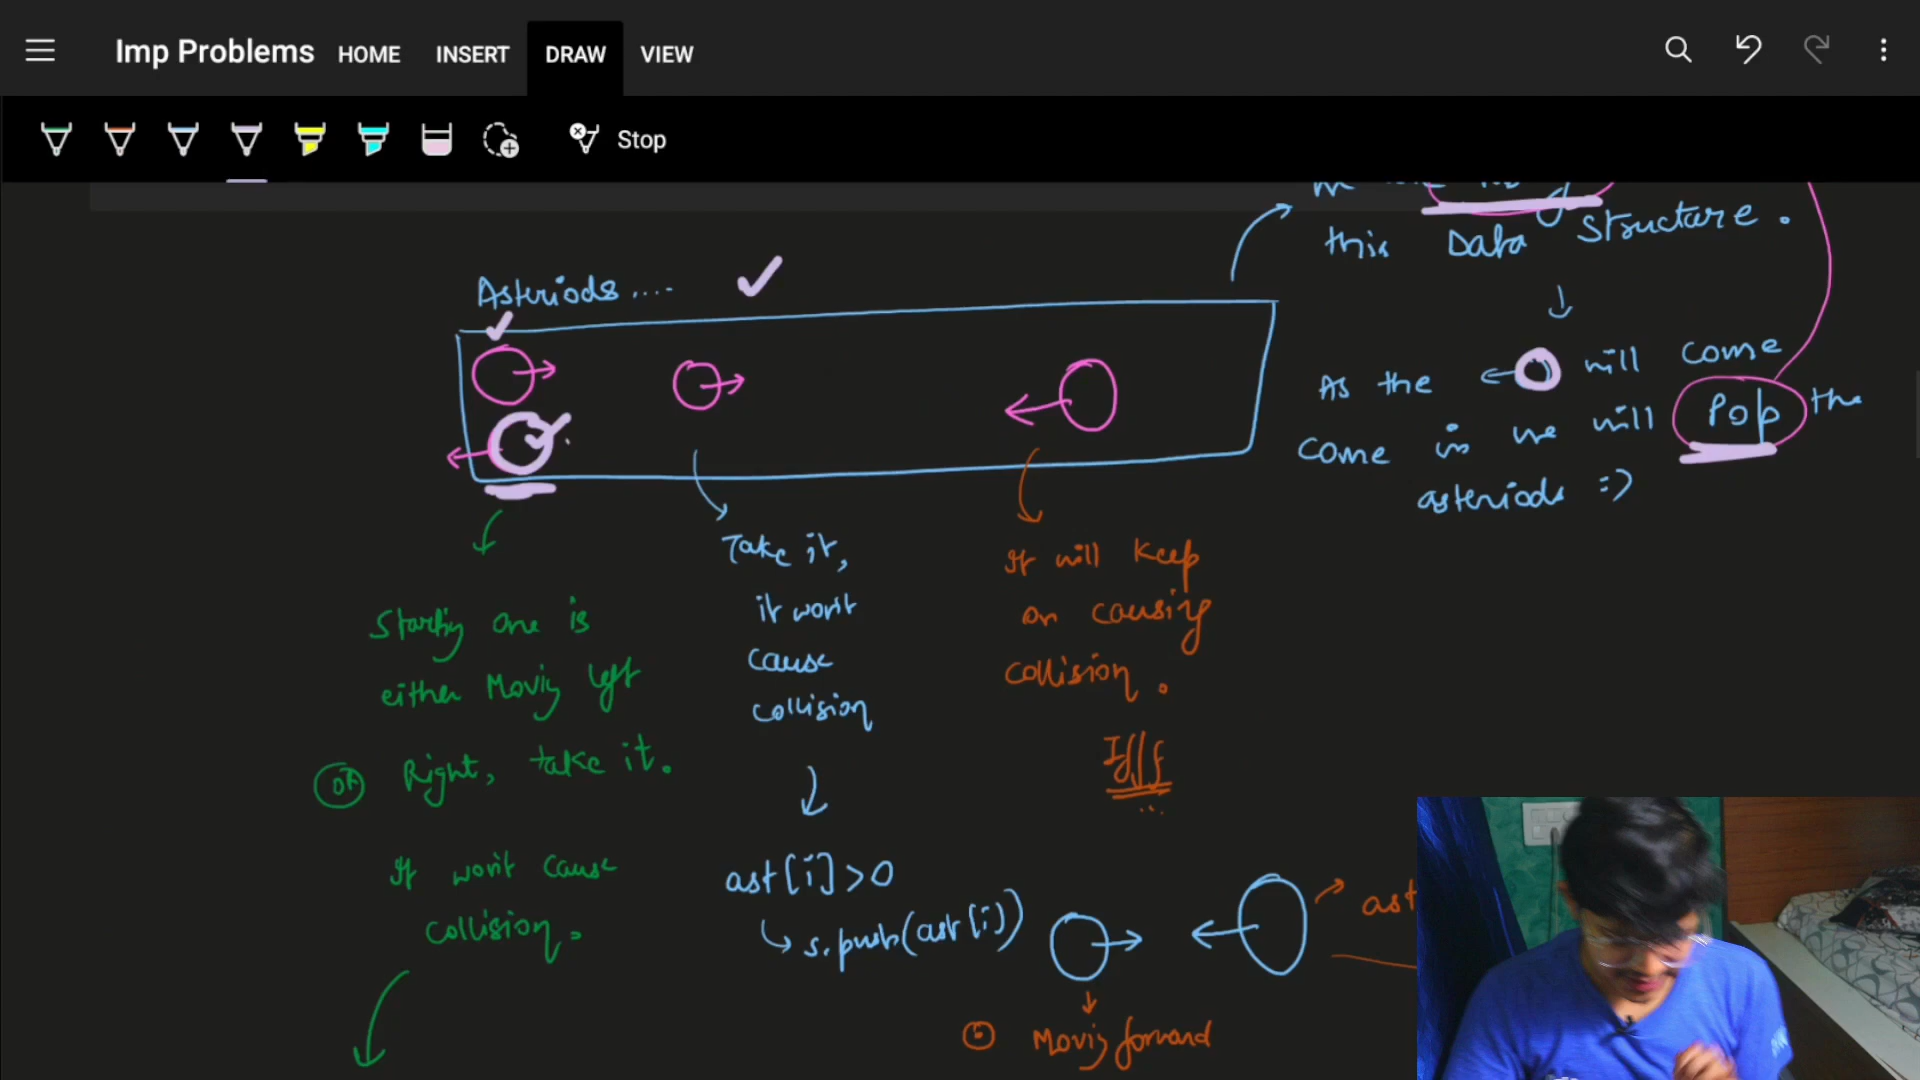 Imp Problems HOME INSERT DRAW VIEW
Stop
this Data Structure.
Asteriods....
As the will come
come in we will Pop the
asteriods =>
Starting one is
either Moving left
OR Right, take it.
It won't cause
collision.
Take it,
it won't
cause
collision
ast[i] > 0
s.push(ast[i])
It will keep
on causing
collision.
Iff
ast
Moving forward